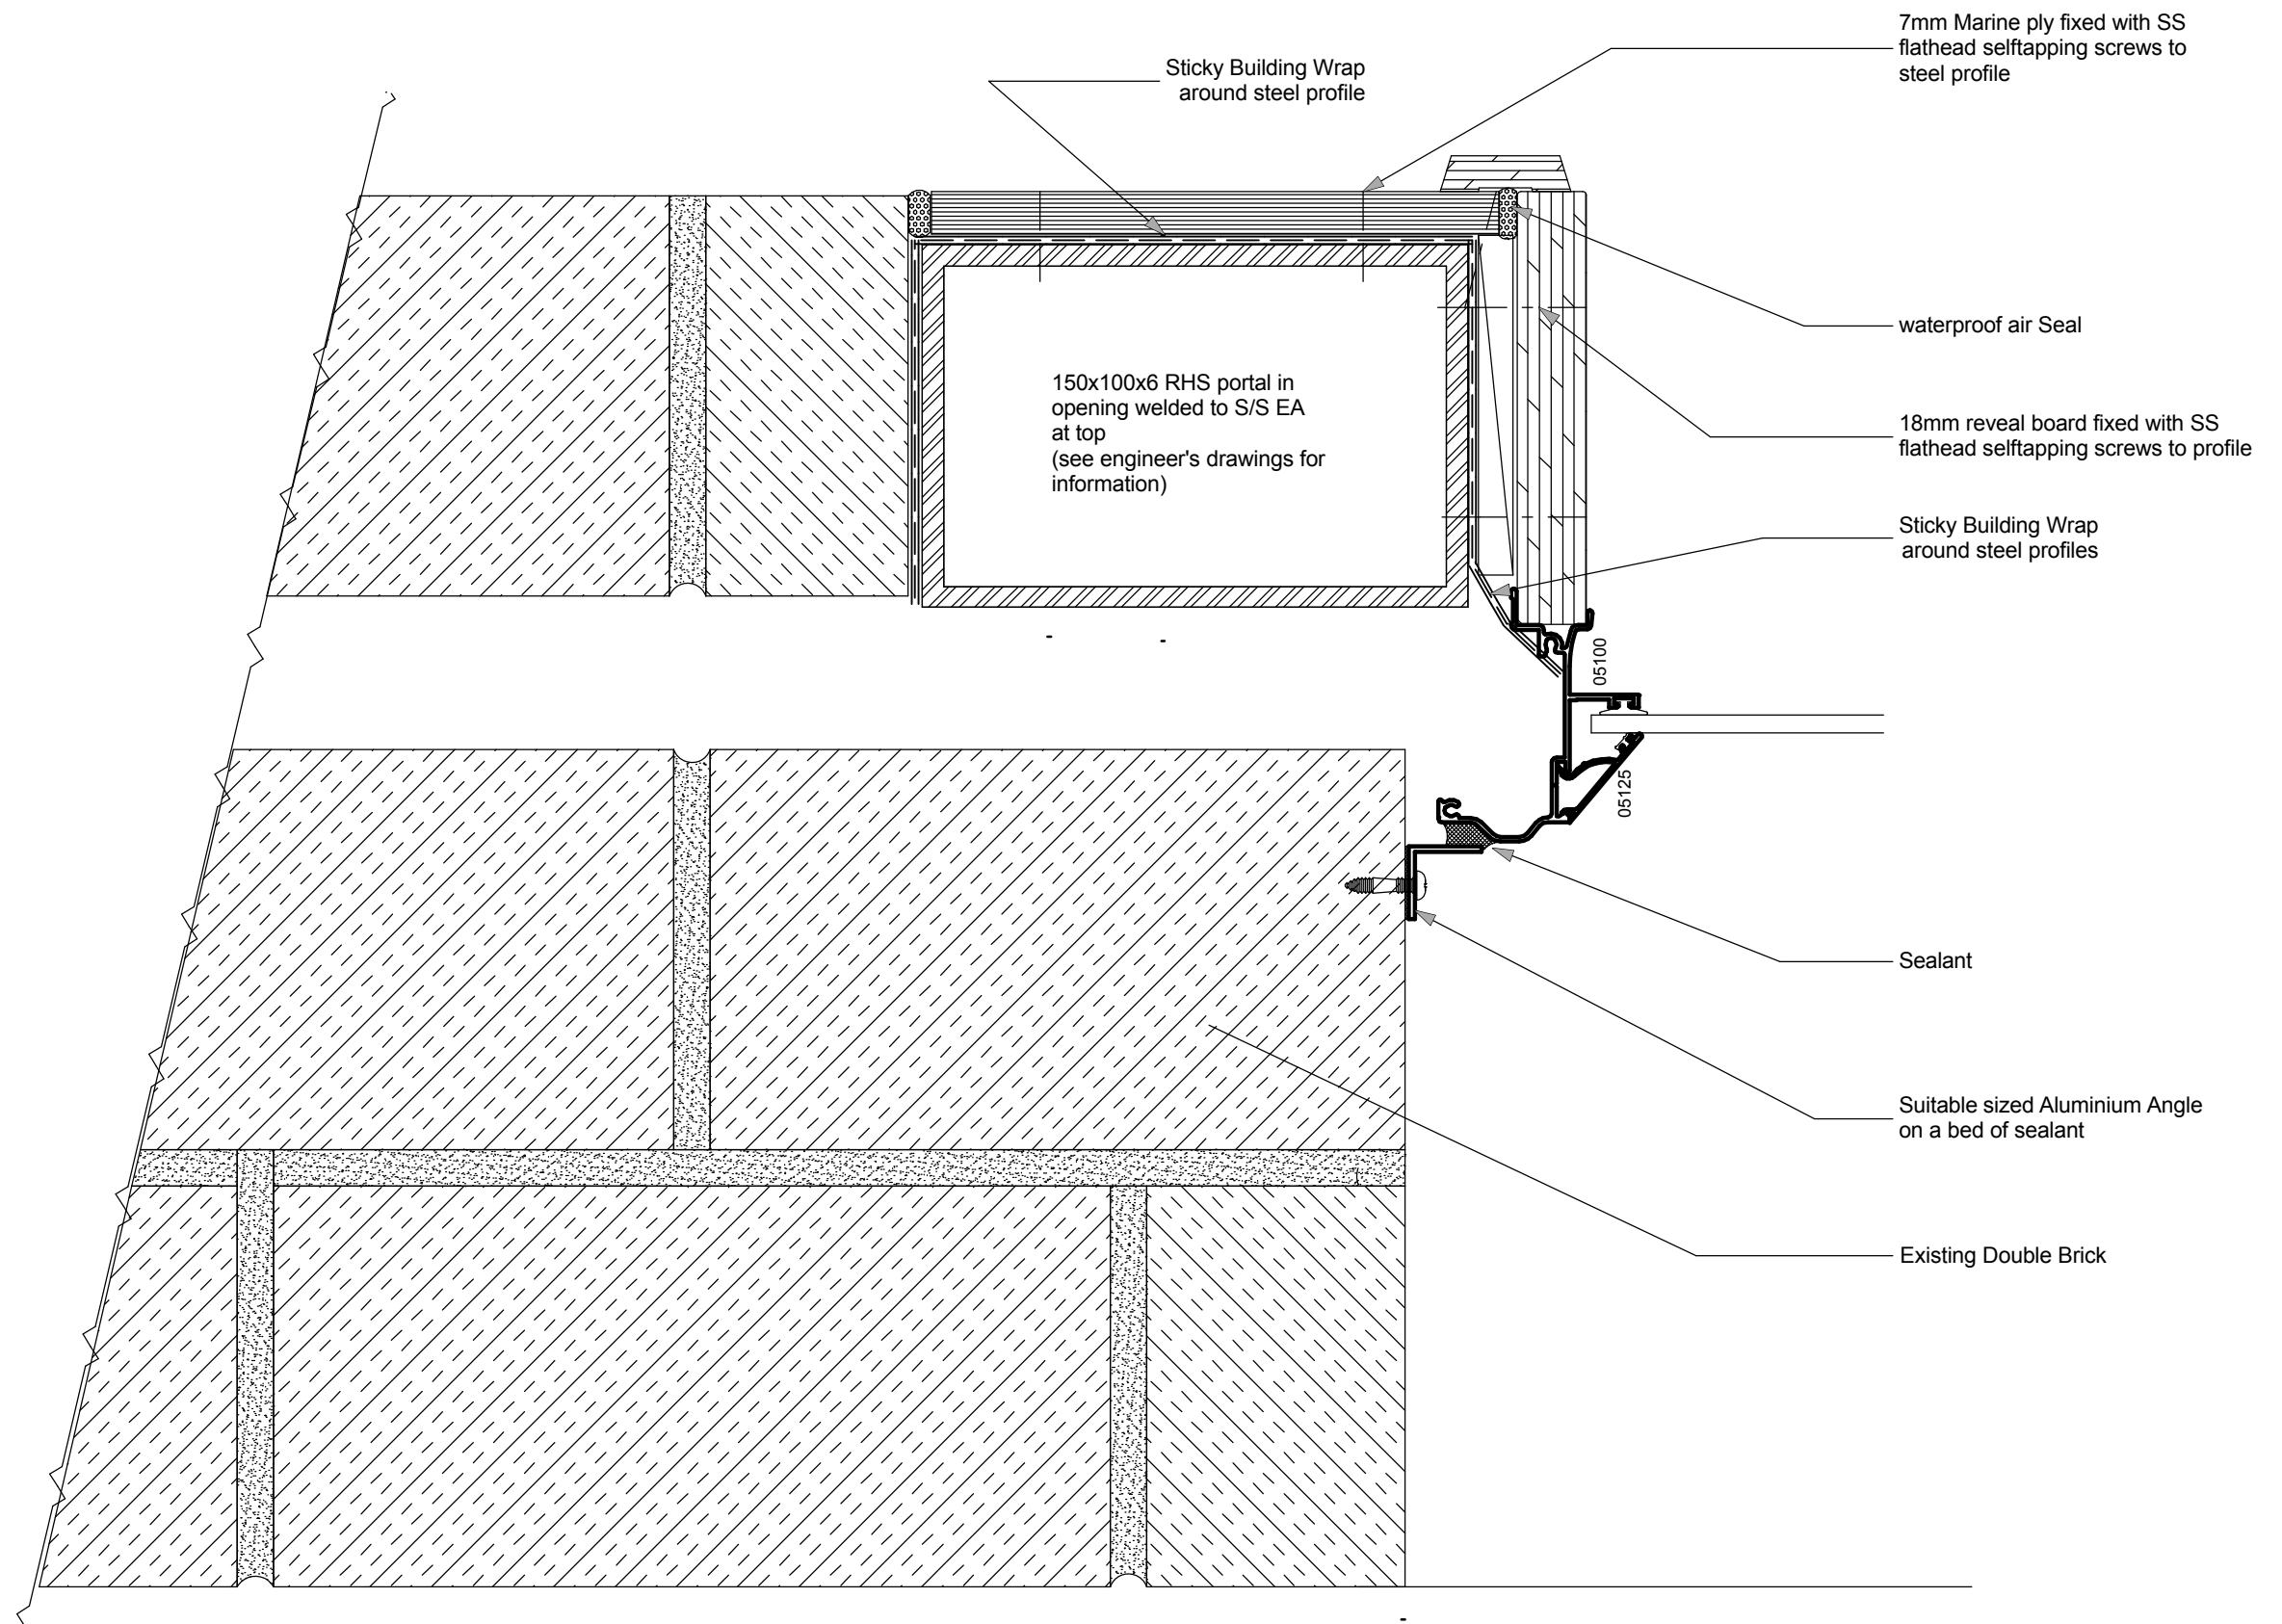 7mm Marine ply fixed with SS
flathead selftapping screws to
steel profile
Sticky Building Wrap
around steel profile
waterproof air Seal
150x100x6 RHS portal in
opening welded to S/S EA
at top
(see engineer's drawings for
information)
18mm reveal board fixed with SS
flathead selftapping screws to profile
Sticky Building Wrap
around steel profiles
05100
05125
Sealant
Suitable sized Aluminium Angle
on a bed of sealant
Existing Double Brick